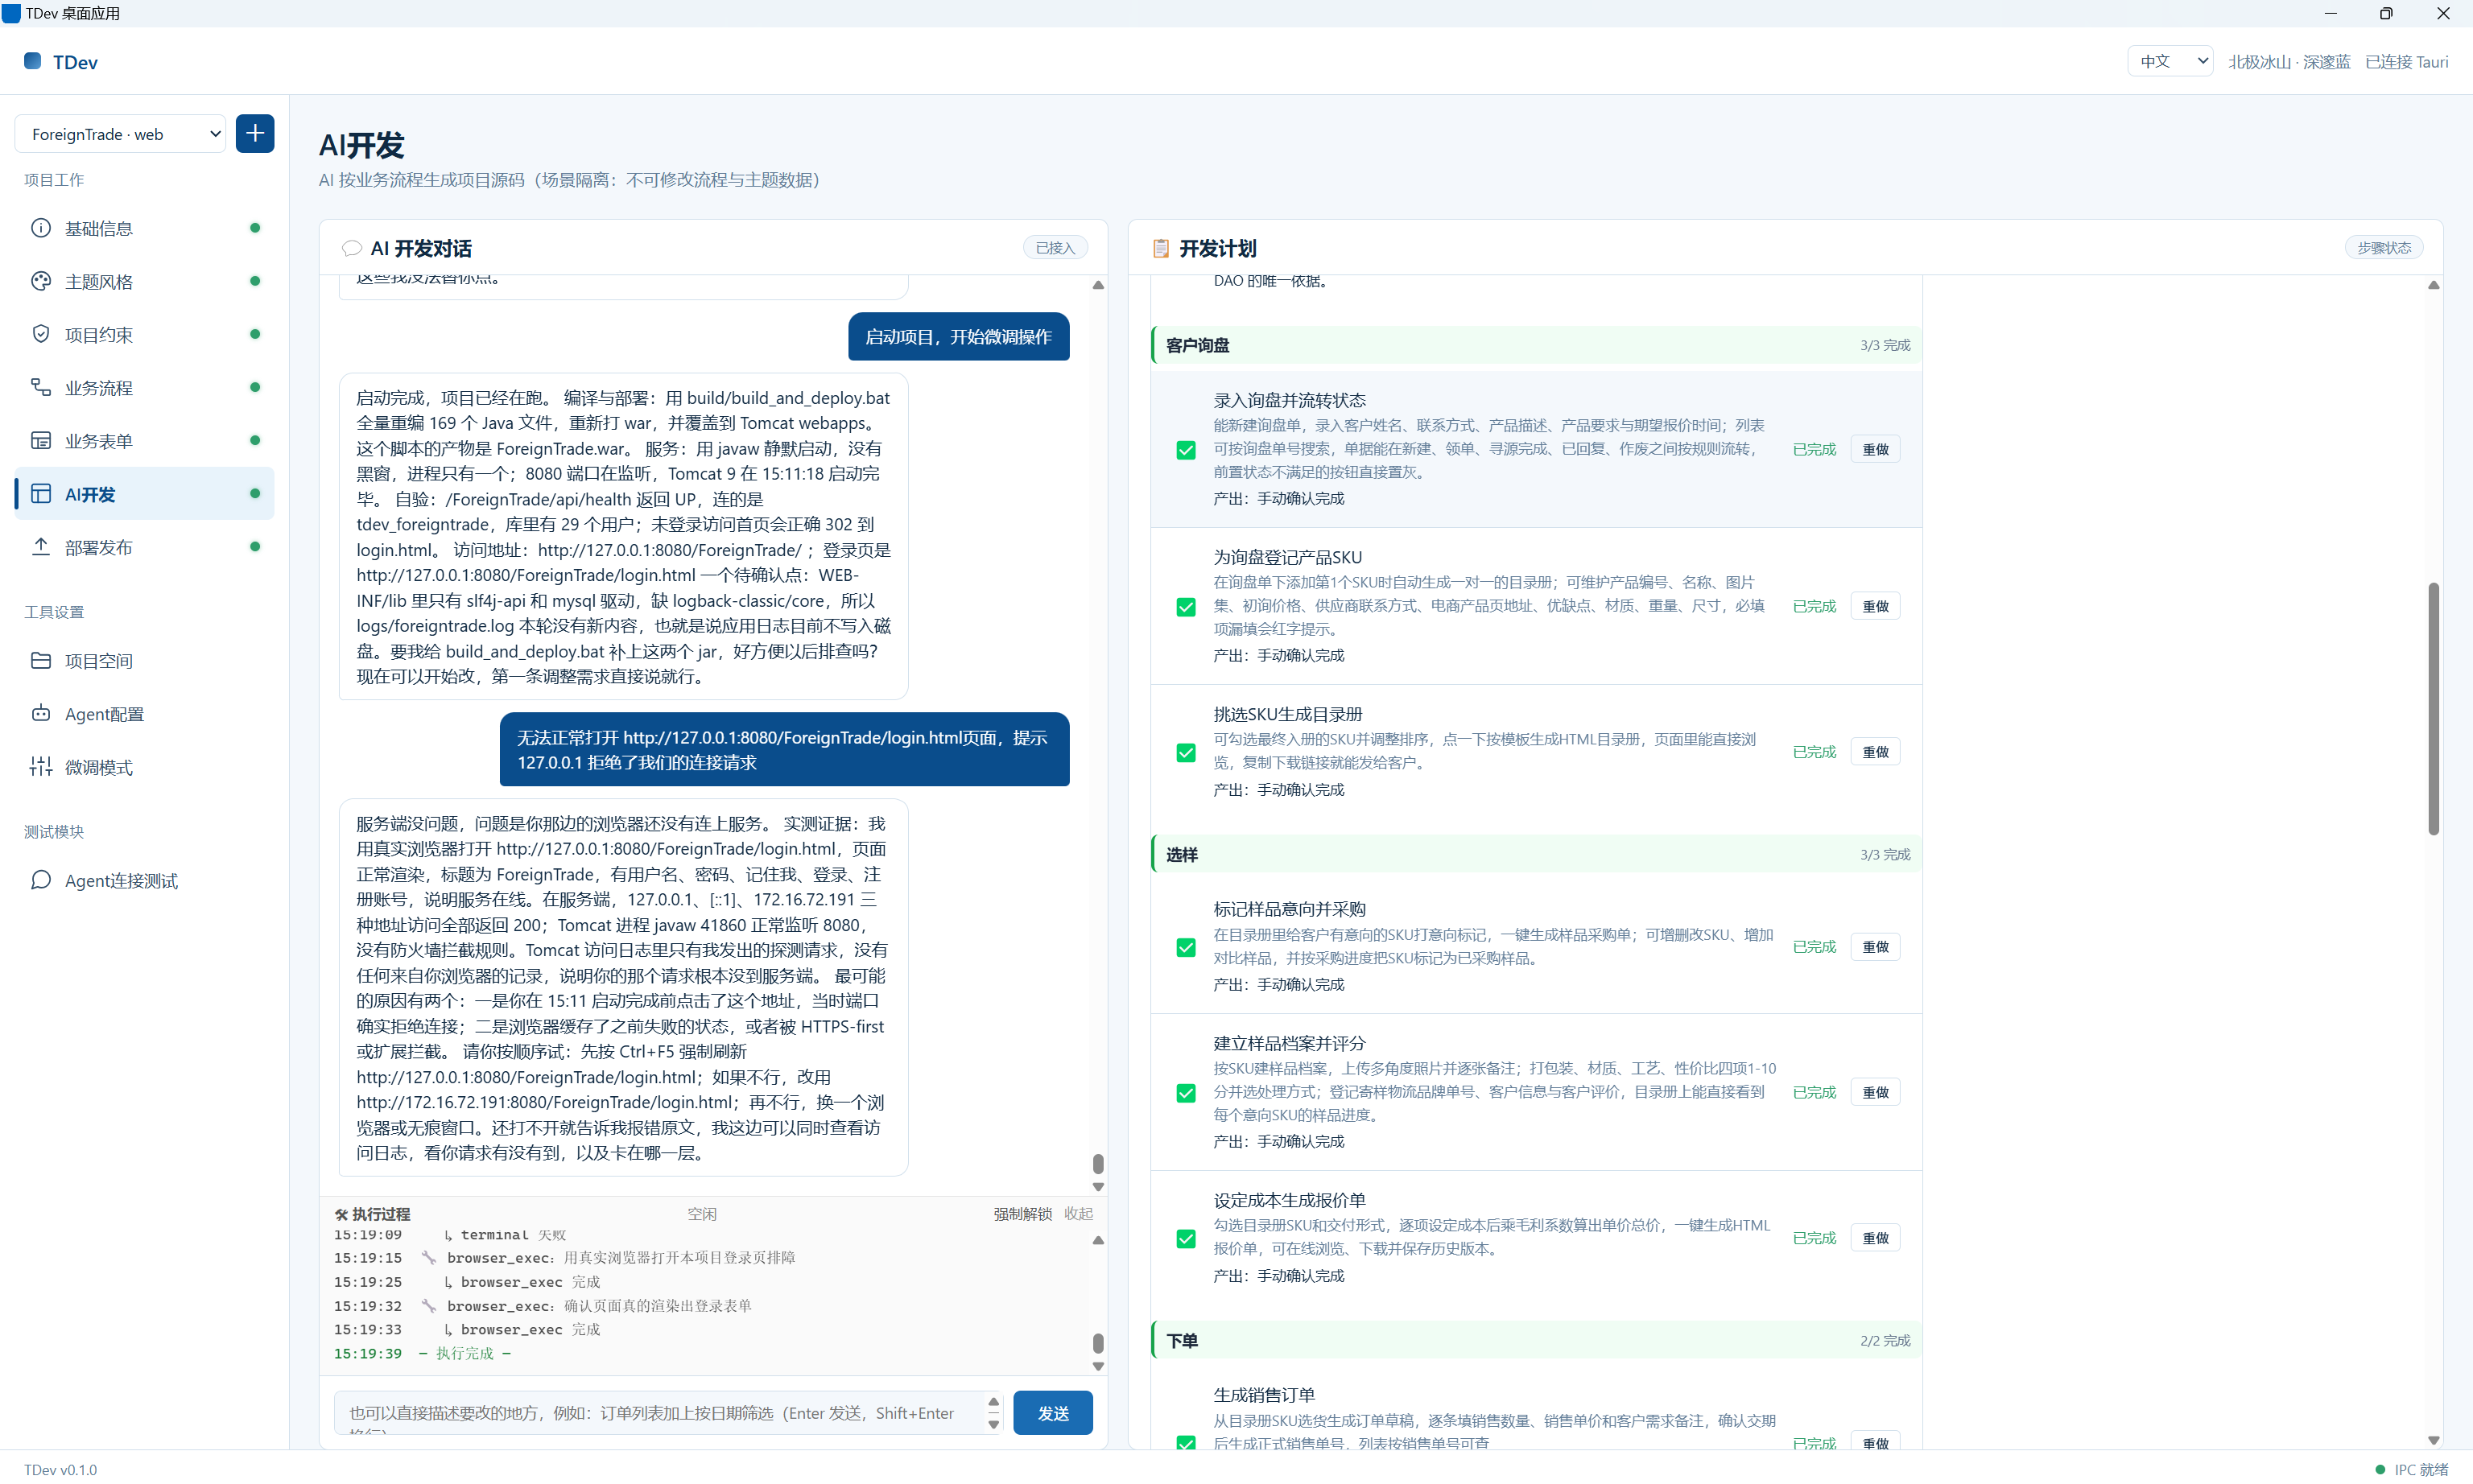 TDev 桌面应用
TDev
中文
北极冰山 · 深邃蓝
已连接 Tauri
ForeignTrade · web
项目工作
基础信息
主题风格
项目约束
业务流程
业务表单
AI开发
部署发布
工具设置
项目空间
Agent配置
微调模式
测试模块
Agent连接测试
AI开发
AI 按业务流程生成项目源码（场景隔离：不可修改流程与主题数据）
AI 开发对话
已接入
这些我没法替你点。
启动项目，开始微调操作
启动完成，项目已经在跑。 编译与部署：用 build/build_and_deploy.bat
全量重编 169 个 Java 文件，重新打 war，并覆盖到 Tomcat webapps。
这个脚本的产物是 ForeignTrade.war。 服务：用 javaw 静默启动，没有
黑窗，进程只有一个；8080 端口在监听，Tomcat 9 在 15:11:18 启动完
毕。 自验：/ForeignTrade/api/health 返回 UP，连的是
tdev_foreigntrade，库里有 29 个用户；未登录访问首页会正确 302 到
login.html。 访问地址：http://127.0.0.1:8080/ForeignTrade/ ；登录页是
http://127.0.0.1:8080/ForeignTrade/login.html 一个待确认点：WEB-
INF/lib 里只有 slf4j-api 和 mysql 驱动，缺 logback-classic/core，所以
logs/foreigntrade.log 本轮没有新内容，也就是说应用日志目前不写入磁
盘。要我给 build_and_deploy.bat 补上这两个 jar，好方便以后排查吗？
现在可以开始改，第一条调整需求直接说就行。
无法正常打开 http://127.0.0.1:8080/ForeignTrade/login.html页面，提示
127.0.0.1 拒绝了我们的连接请求
服务端没问题，问题是你那边的浏览器还没有连上服务。 实测证据：我
用真实浏览器打开 http://127.0.0.1:8080/ForeignTrade/login.html，页面
正常渲染，标题为 ForeignTrade，有用户名、密码、记住我、登录、注
册账号，说明服务在线。在服务端，127.0.0.1、[::1]、172.16.72.191 三
种地址访问全部返回 200；Tomcat 进程 javaw 41860 正常监听 8080，
没有防火墙拦截规则。Tomcat 访问日志里只有我发出的探测请求，没有
任何来自你浏览器的记录，说明你的那个请求根本没到服务端。 最可能
的原因有两个：一是你在 15:11 启动完成前点击了这个地址，当时端口
确实拒绝连接；二是浏览器缓存了之前失败的状态，或者被 HTTPS-first
或扩展拦截。 请你按顺序试：先按 Ctrl+F5 强制刷新
http://127.0.0.1:8080/ForeignTrade/login.html；如果不行，改用
http://172.16.72.191:8080/ForeignTrade/login.html；再不行，换一个浏
览器或无痕窗口。还打不开就告诉我报错原文，我这边可以同时查看访
问日志，看你请求有没有到，以及卡在哪一层。
执行过程
空闲
强制解锁
收起
15:19:09 ↳ terminal 失败
15:19:15 browser_exec：用真实浏览器打开本项目登录页排障
15:19:25 ↳ browser_exec 完成
15:19:32 browser_exec：确认页面真的渲染出登录表单
15:19:33 ↳ browser_exec 完成
15:19:39 — 执行完成 —
也可以直接描述要改的地方，例如：订单列表加上按日期筛选（Enter 发送，Shift+Enter
换行）
发送
开发计划
步骤状态
DAO 的唯一依据。
客户询盘
3/3 完成
录入询盘并流转状态
能新建询盘单，录入客户姓名、联系方式、产品描述、产品要求与期望报价时间；列表
可按询盘单号搜索，单据能在新建、领单、寻源完成、已回复、作废之间按规则流转，
前置状态不满足的按钮直接置灰。
产出：手动确认完成
已完成
重做
为询盘登记产品SKU
在询盘单下添加第1个SKU时自动生成一对一的目录册；可维护产品编号、名称、图片
集、初询价格、供应商联系方式、电商产品页地址、优缺点、材质、重量、尺寸，必填
项漏填会红字提示。
产出：手动确认完成
已完成
重做
挑选SKU生成目录册
可勾选最终入册的SKU并调整排序，点一下按模板生成HTML目录册，页面里能直接浏
览，复制下载链接就能发给客户。
产出：手动确认完成
已完成
重做
选样
3/3 完成
标记样品意向并采购
在目录册里给客户有意向的SKU打意向标记，一键生成样品采购单；可增删改SKU、增加
对比样品，并按采购进度把SKU标记为已采购样品。
产出：手动确认完成
已完成
重做
建立样品档案并评分
按SKU建样品档案，上传多角度照片并逐张备注；打包装、材质、工艺、性价比四项1-10
分并选处理方式；登记寄样物流品牌单号、客户信息与客户评价，目录册上能直接看到
每个意向SKU的样品进度。
产出：手动确认完成
已完成
重做
设定成本生成报价单
勾选目录册SKU和交付形式，逐项设定成本后乘毛利系数算出单价总价，一键生成HTML
报价单，可在线浏览、下载并保存历史版本。
产出：手动确认完成
已完成
重做
下单
2/2 完成
生成销售订单
从目录册SKU选货生成订单草稿，逐条填销售数量、销售单价和客户需求备注，确认交期
后生成正式销售单号，列表按销售单号可查
已完成
重做
TDev v0.1.0
IPC 就绪